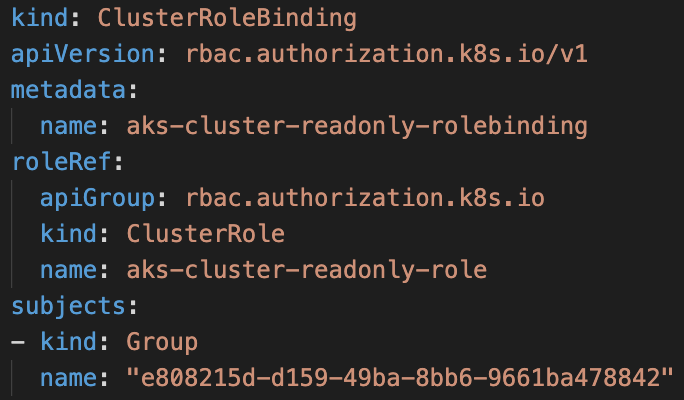 kind: ClusterRoleBinding
apiVersion: rbac.authorization.k8s.io/v1
metadata:
  name: aks-cluster-readonly-rolebinding
roleRef:
  apiGroup: rbac.authorization.k8s.io
  kind: ClusterRole
  name: aks-cluster-readonly-role
subjects:
- kind: Group
  name: "e808215d-d159-49ba-8bb6-9661ba478842"